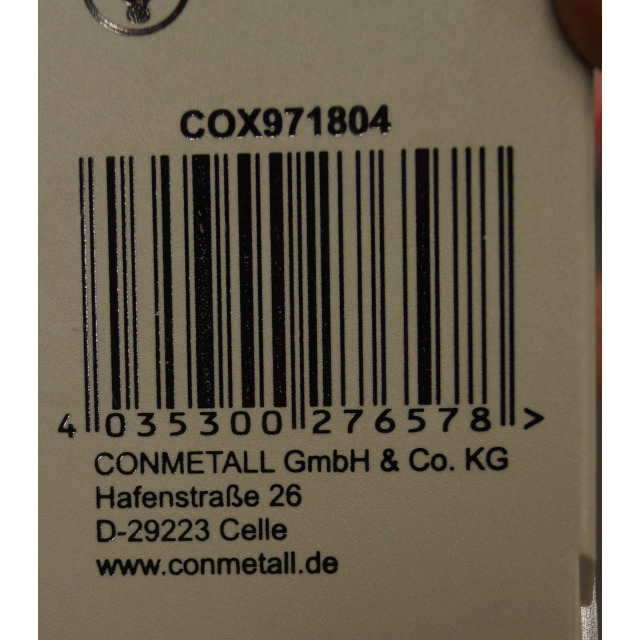 COX971804
4 035300 276578 >
CONMETALL GmbH & Co. KG
Hafenstraße 26
D-29223 Celle
www.conmetall.de